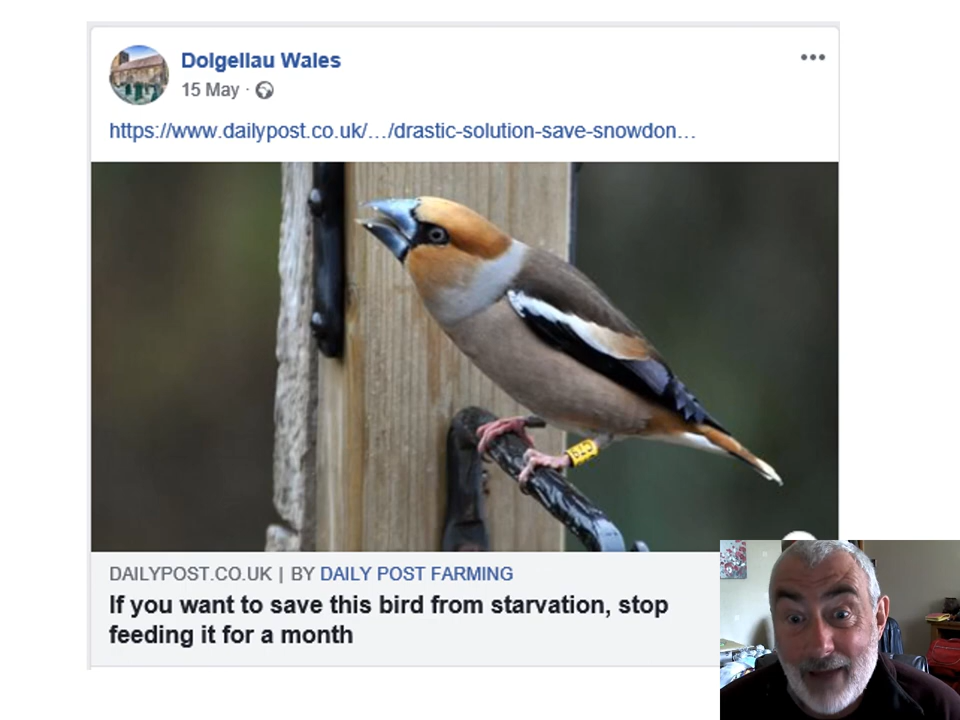 Dolgellau Wales
15 May ·
https://www.dailypost.co.uk/…/drastic-solution-save-snowdon…
DAILYPOST.CO.UK | BY DAILY POST FARMING
If you want to save this bird from starvation, stop
feeding it for a month